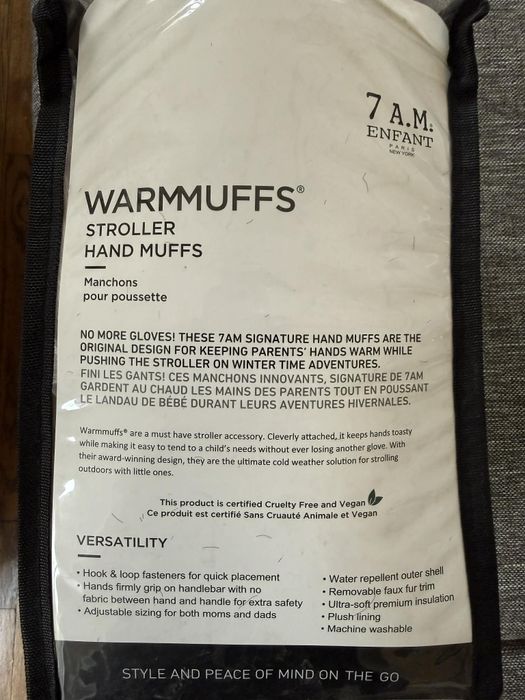 7 A.M.
ENFANT
PARIS
NEW YORK
WARMMUFFS®
STROLLER
HAND MUFFS
Manchons
pour poussette
NO MORE GLOVES! THESE 7AM SIGNATURE HAND MUFFS ARE THE
ORIGINAL DESIGN FOR KEEPING PARENTS' HANDS WARM WHILE
PUSHING THE STROLLER ON WINTER TIME ADVENTURES.
FINI LES GANTS! CES MANCHONS INNOVANTS, SIGNATURE DE 7AM
GARDENT AU CHAUD LES MAINS DES PARENTS TOUT EN POUSSANT
LE LANDAU DE BÉBÉ DURANT LEURS AVENTURES HIVERNALES.
Warmmuffs® are a must have stroller accessory. Cleverly attached, it keeps hands toasty
while making it easy to tend to a child's needs without ever losing another glove. With
their award-winning design, they are the ultimate cold weather solution for strolling
outdoors with little ones.
This product is certified Cruelty Free and Vegan
Ce produit est certifié Sans Cruauté Animale et Vegan
VERSATILITY
• Hook & loop fasteners for quick placement
• Hands firmly grip on handlebar with no
fabric between hand and handle for extra safety
• Adjustable sizing for both moms and dads
• Water repellent outer shell
• Removable faux fur trim
• Ultra-soft premium insulation
• Plush lining
• Machine washable
STYLE AND PEACE OF MIND ON THE GO